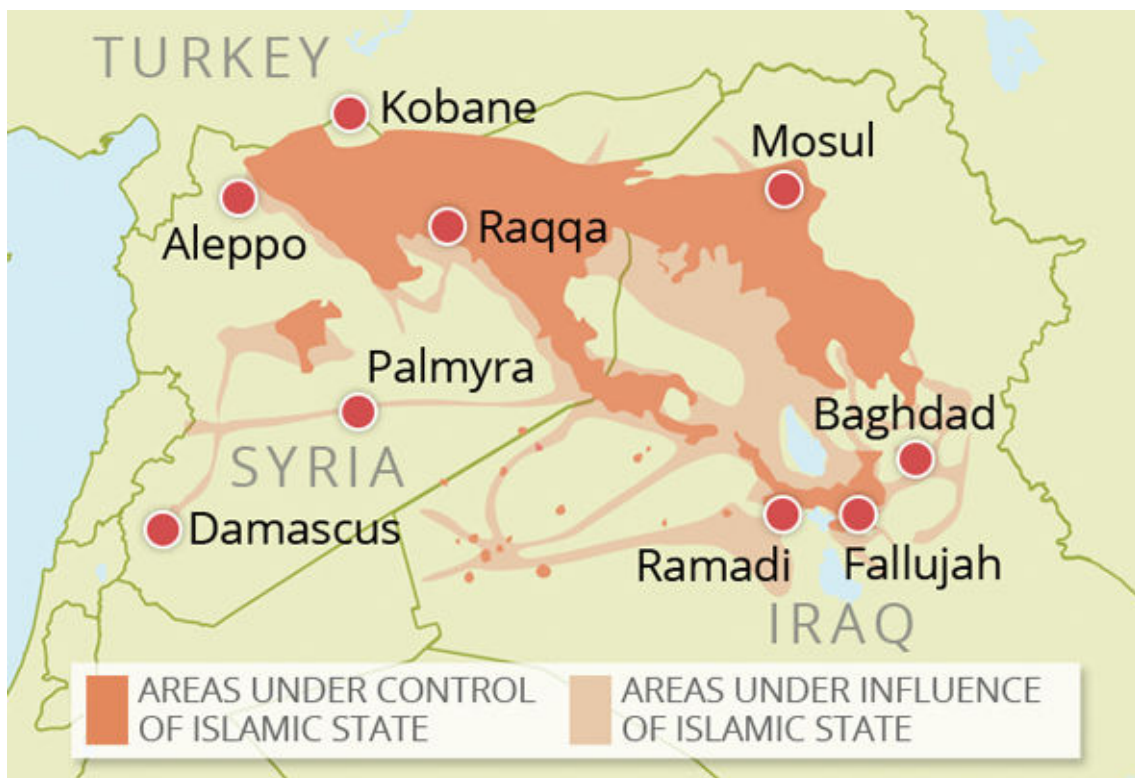 TURKEY
Kobane
Mosul
Aleppo
Raqqa
Palmyra
Baghdad
SYRIA
Damascus
Ramadi
Fallujah
IRAQ
AREAS UNDER CONTROL
OF ISLAMIC STATE
AREAS UNDER INFLUENCE
OF ISLAMIC STATE